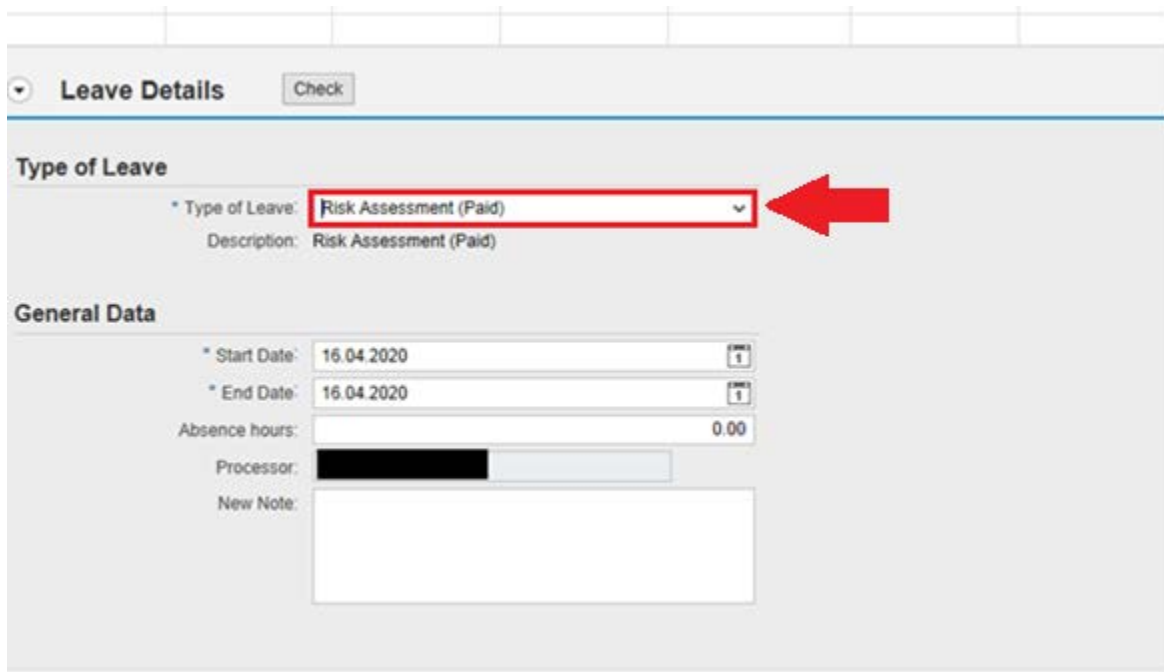 Leave Details Check
Type of Leave
* Type of Leave: Risk Assessment (Paid)
Description: Risk Assessment (Paid)
General Data
* Start Date: 16.04.2020
* End Date: 16.04.2020
Absence hours: 0.00
Processor:
New Note: